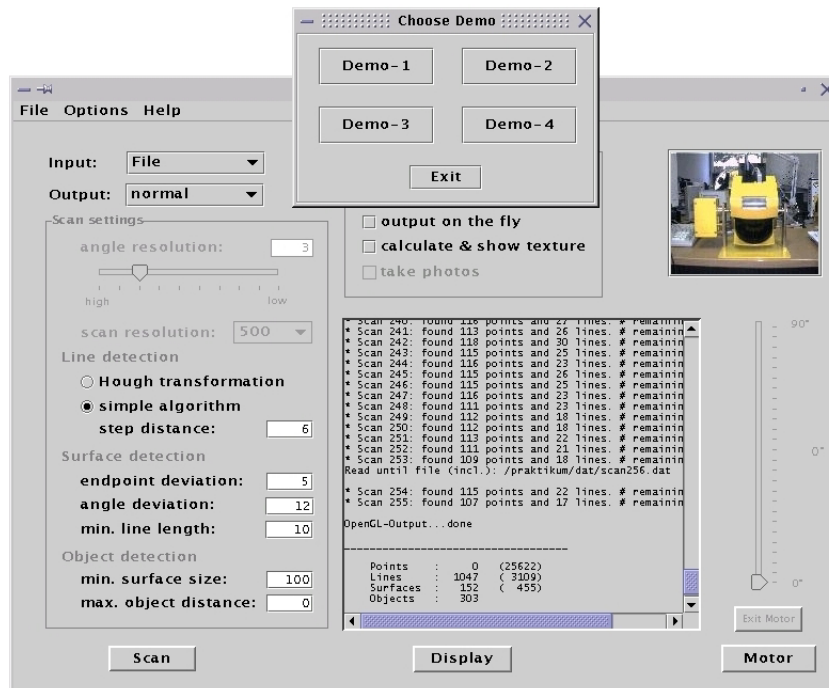 Choose Demo
Demo-1 Demo-2
Demo-3 Demo-4
Exit
File Options Help
Input: File
Output: normal
Scan settings
angle resolution: 3
high low
scan resolution: 500
Line detection
Hough transformation
simple algorithm
step distance: 6
Surface detection
endpoint deviation: 5
angle deviation: 12
min. line length: 10
Object detection
min. surface size: 100
max. object distance: 0
output on the fly
calculate & show texture
take photos
* Scan 240: found 116 points and 27 lines. # remainin
* Scan 241: found 113 points and 26 lines. # remainin
* Scan 242: found 118 points and 30 lines. # remainin
* Scan 243: found 115 points and 25 lines. # remainin
* Scan 244: found 116 points and 23 lines. # remainin
* Scan 245: found 115 points and 26 lines. # remainin
* Scan 246: found 115 points and 25 lines. # remainin
* Scan 247: found 116 points and 23 lines. # remainin
* Scan 248: found 111 points and 23 lines. # remainin
* Scan 249: found 112 points and 18 lines. # remainin
* Scan 250: found 112 points and 18 lines. # remainin
* Scan 251: found 113 points and 22 lines. # remainin
* Scan 252: found 111 points and 21 lines. # remainin
* Scan 253: found 109 points and 18 lines. # remainin
Read until file (incl.): /praktikum/dat/scan256.dat
* Scan 254: found 115 points and 22 lines. # remainin
* Scan 255: found 107 points and 17 lines. # remainin
OpenGL-Output...done
------------------------------------
Points : 0 (25622)
Lines : 1047 ( 3109)
Surfaces : 152 ( 455)
Objects : 303
90°
0°
0°
Exit Motor
Scan
Display
Motor